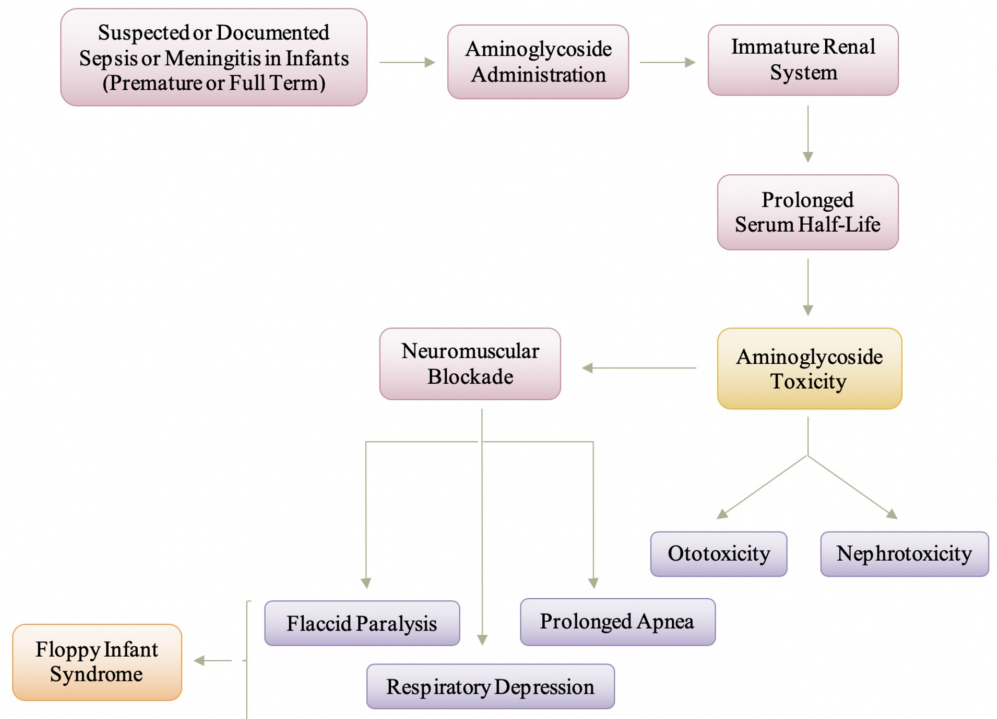 Suspected or Documented
Sepsis or Meningitis in Infants
(Premature or Full Term)
Aminoglycoside
Administration
Immature Renal
System
Prolonged
Serum Half-Life
Aminoglycoside
Toxicity
Neuromuscular
Blockade
Ototoxicity
Nephrotoxicity
Flaccid Paralysis
Prolonged Apnea
Respiratory Depression
Floppy Infant
Syndrome